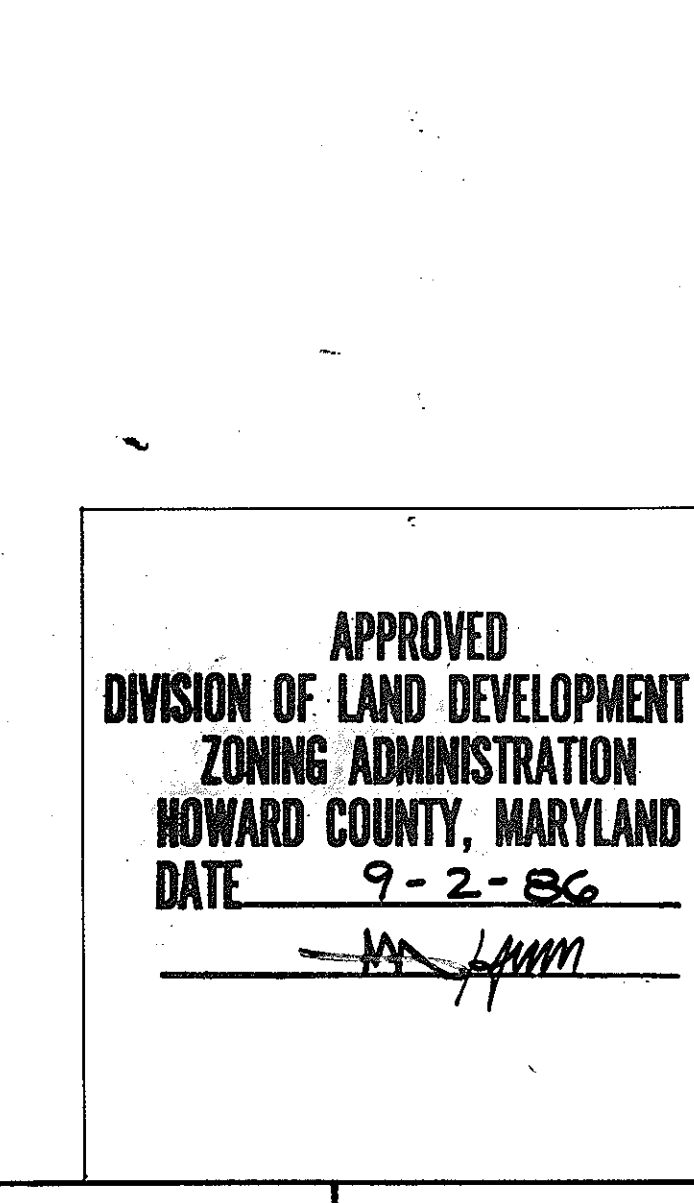 APPROVED
DIVISION OF LAND DEVELOPMENT
ZONING ADMINISTRATION
HOWARD COUNTY, MARYLAND
DATE 9-2-86